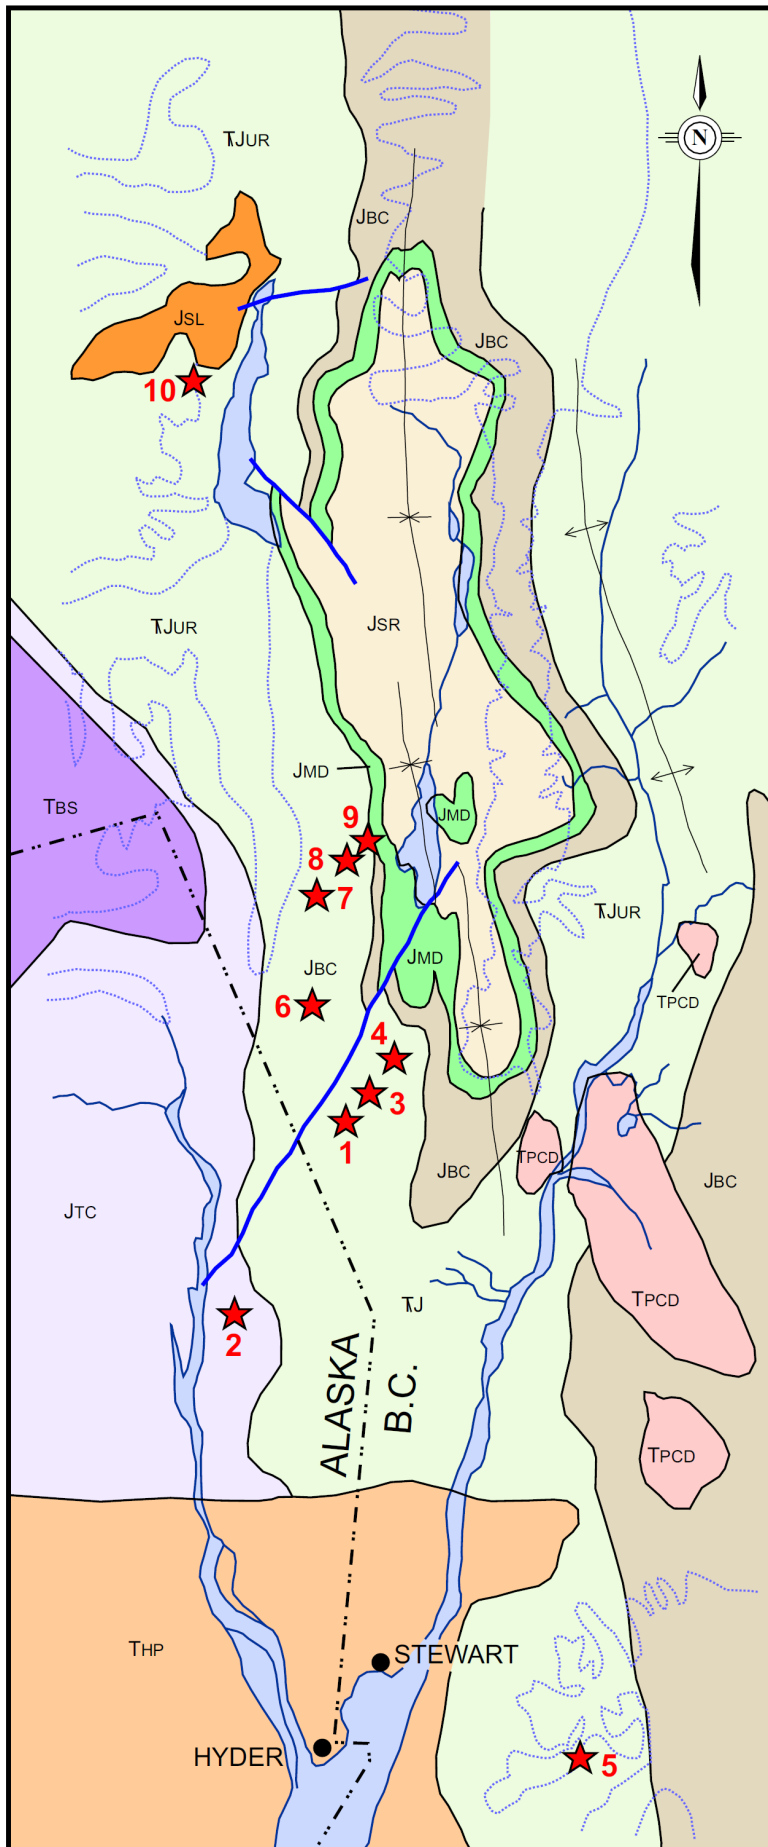 TJUR
N
JBC
JSL
JBC
10
JSR
TJUR
JMD
TBS
JMD
9
8
7
TJUR
JMD
JBC
TPCD
6
4
3
1
TPCD
JBC
JBC
JTC
TPCD
TJ
2
ALASKA
B.C.
TPCD
THP
STEWART
HYDER
5